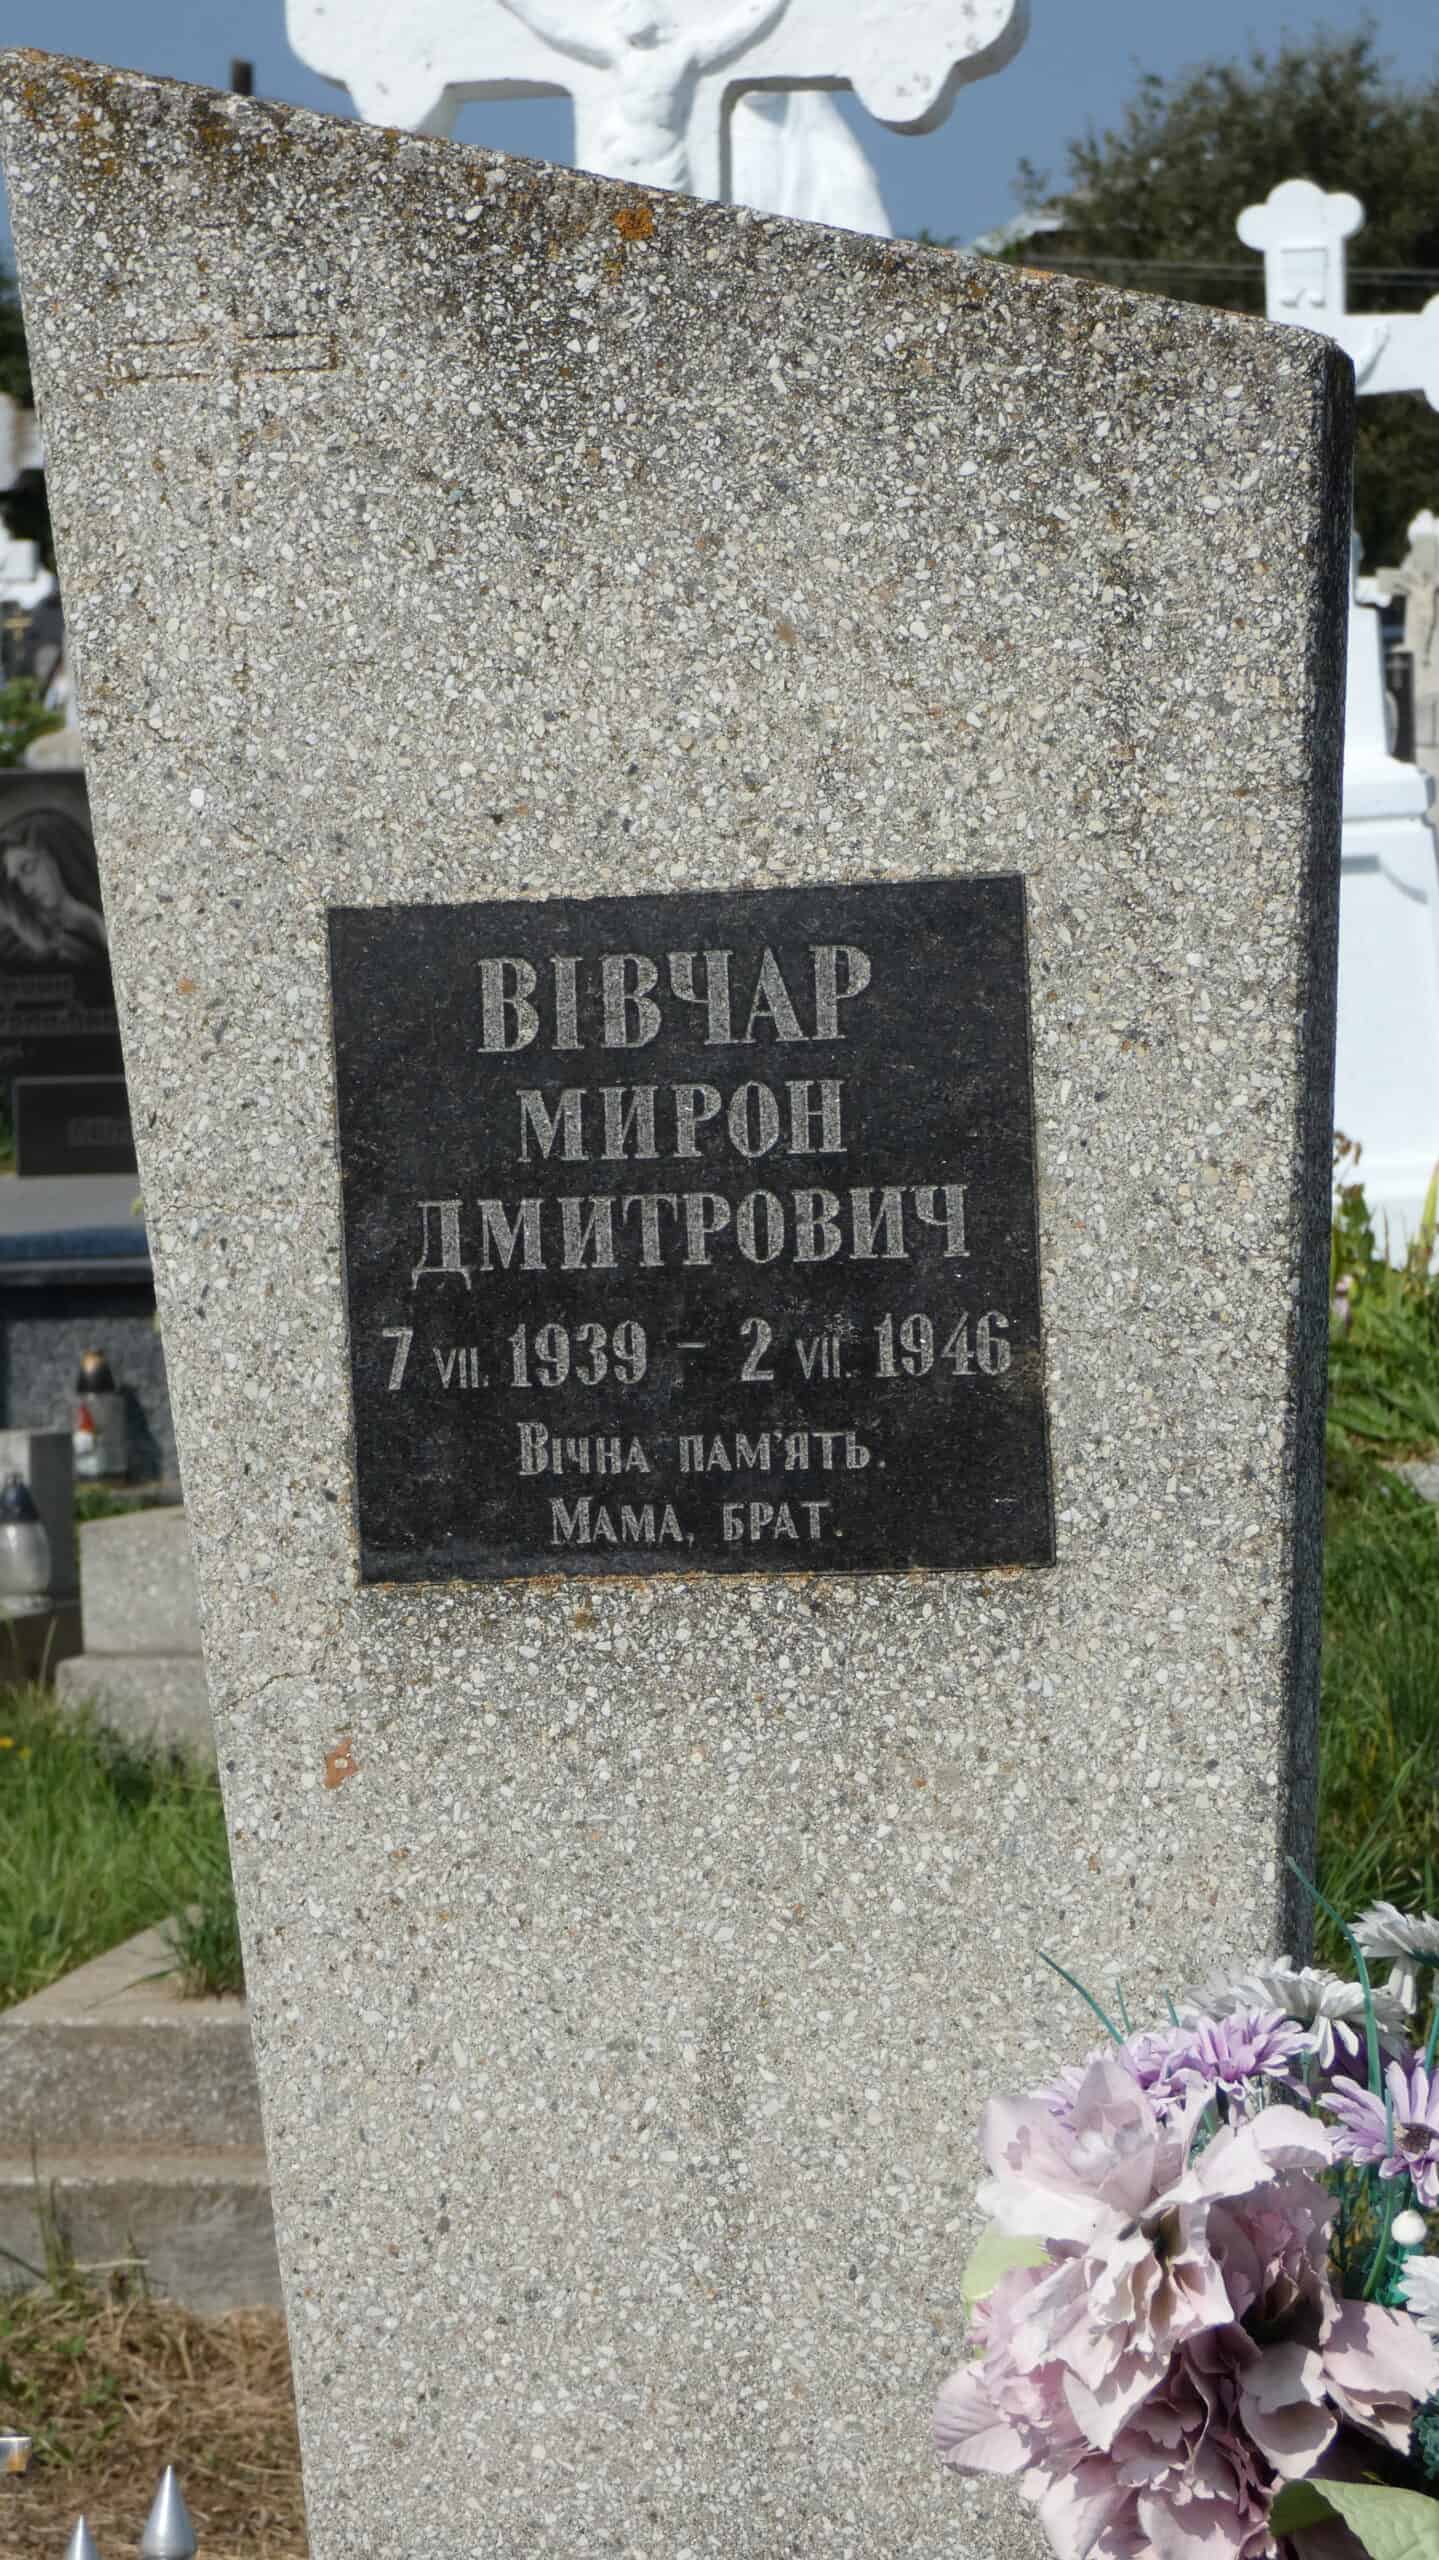 ВІВЧАР
МИРОН
ДМИТРОВИЧ
7 VII. 1939 – 2 VII. 1946
Вічна пам'ять.
Мама, брат.